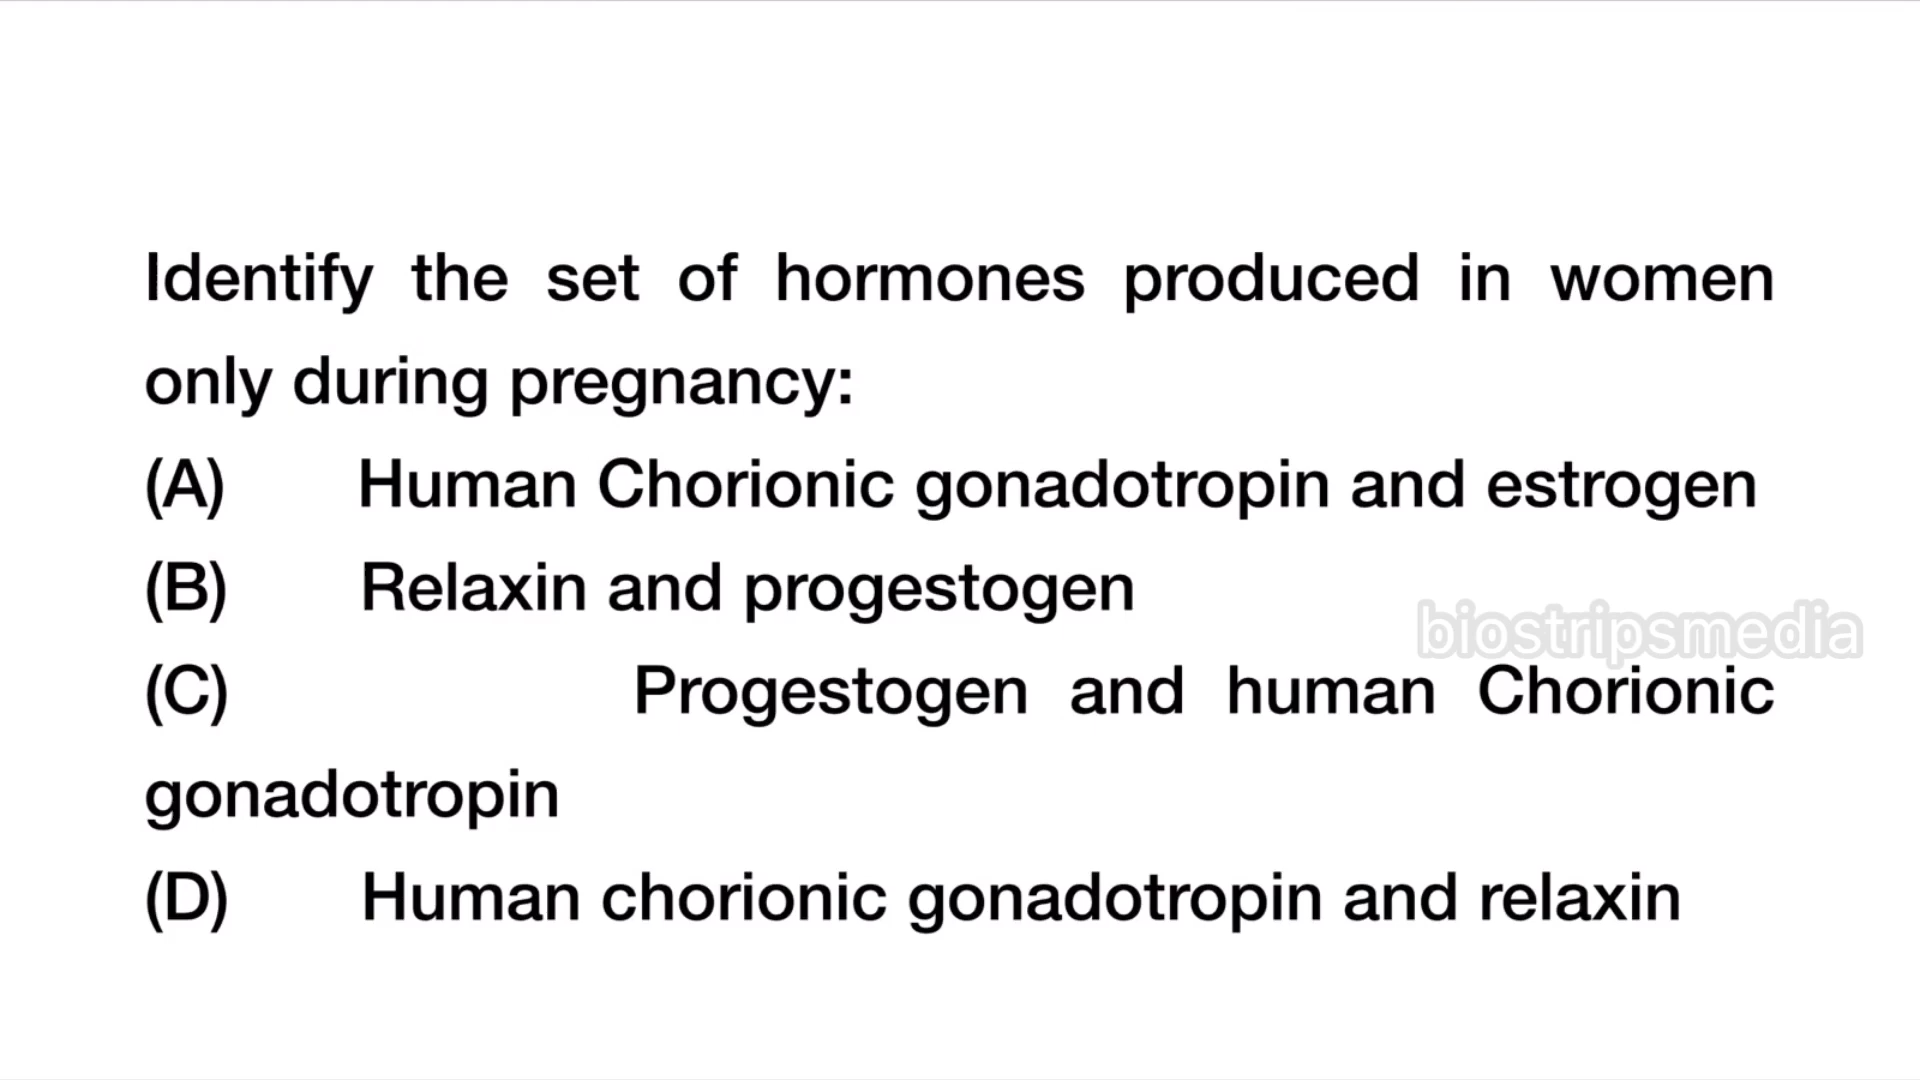 Identify the set of hormones produced in women
only during pregnancy:
(A) Human Chorionic gonadotropin and estrogen
(B) Relaxin and progestogen
biostripsmedia
(C) Progestogen and human Chorionic
gonadotropin
(D) Human chorionic gonadotropin and relaxin